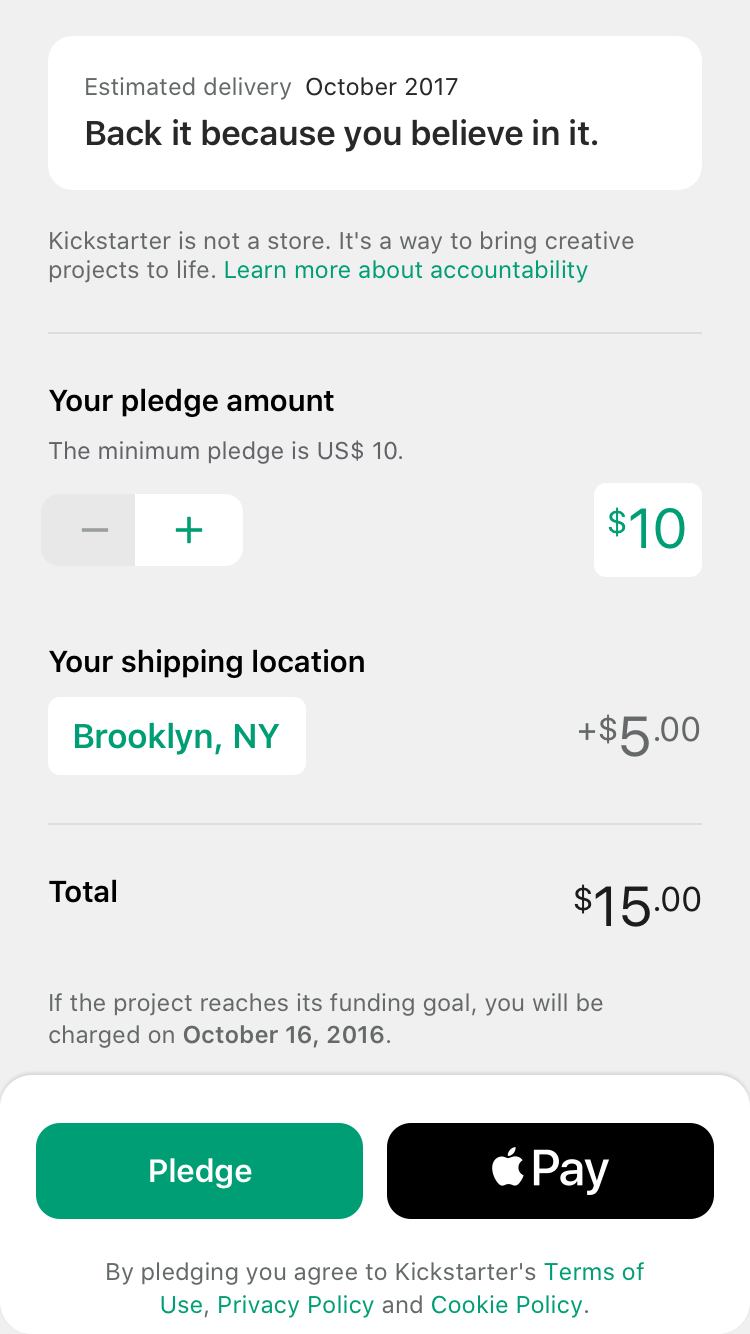 Estimated delivery October 2017
Back it because you believe in it.
Kickstarter is not a store. It's a way to bring creative
projects to life. Learn more about accountability
Your pledge amount
The minimum pledge is US$ 10.
− +
$10
Your shipping location
Brooklyn, NY
+$5.00
Total
$15.00
If the project reaches its funding goal, you will be
charged on October 16, 2016.
Pledge
Pay
By pledging you agree to Kickstarter's Terms of
Use, Privacy Policy and Cookie Policy.